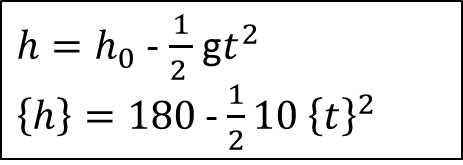 h = h₀ - 1/2 gt²
{h} = 180 - 1/2 10 {t}²